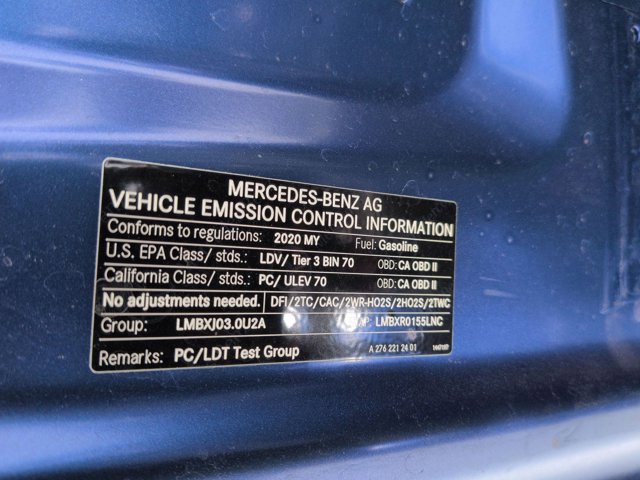 MERCEDES-BENZ AG
VEHICLE EMISSION CONTROL INFORMATION
Conforms to regulations: 2020 MY Fuel: Gasoline
U.S. EPA Class/ stds.: LDV/ Tier 3 BIN 70 OBD: CA OBD II
California Class/ stds.: PC/ ULEV 70 OBD: CA OBD II
No adjustments needed. DFI/2TC/CAC/2WR-HO2S/2HO2S/2TWC
Group: LMBXJ03.0U2A LMBXR0155LNC
Remarks: PC/LDT Test Group A 276 221 24 01